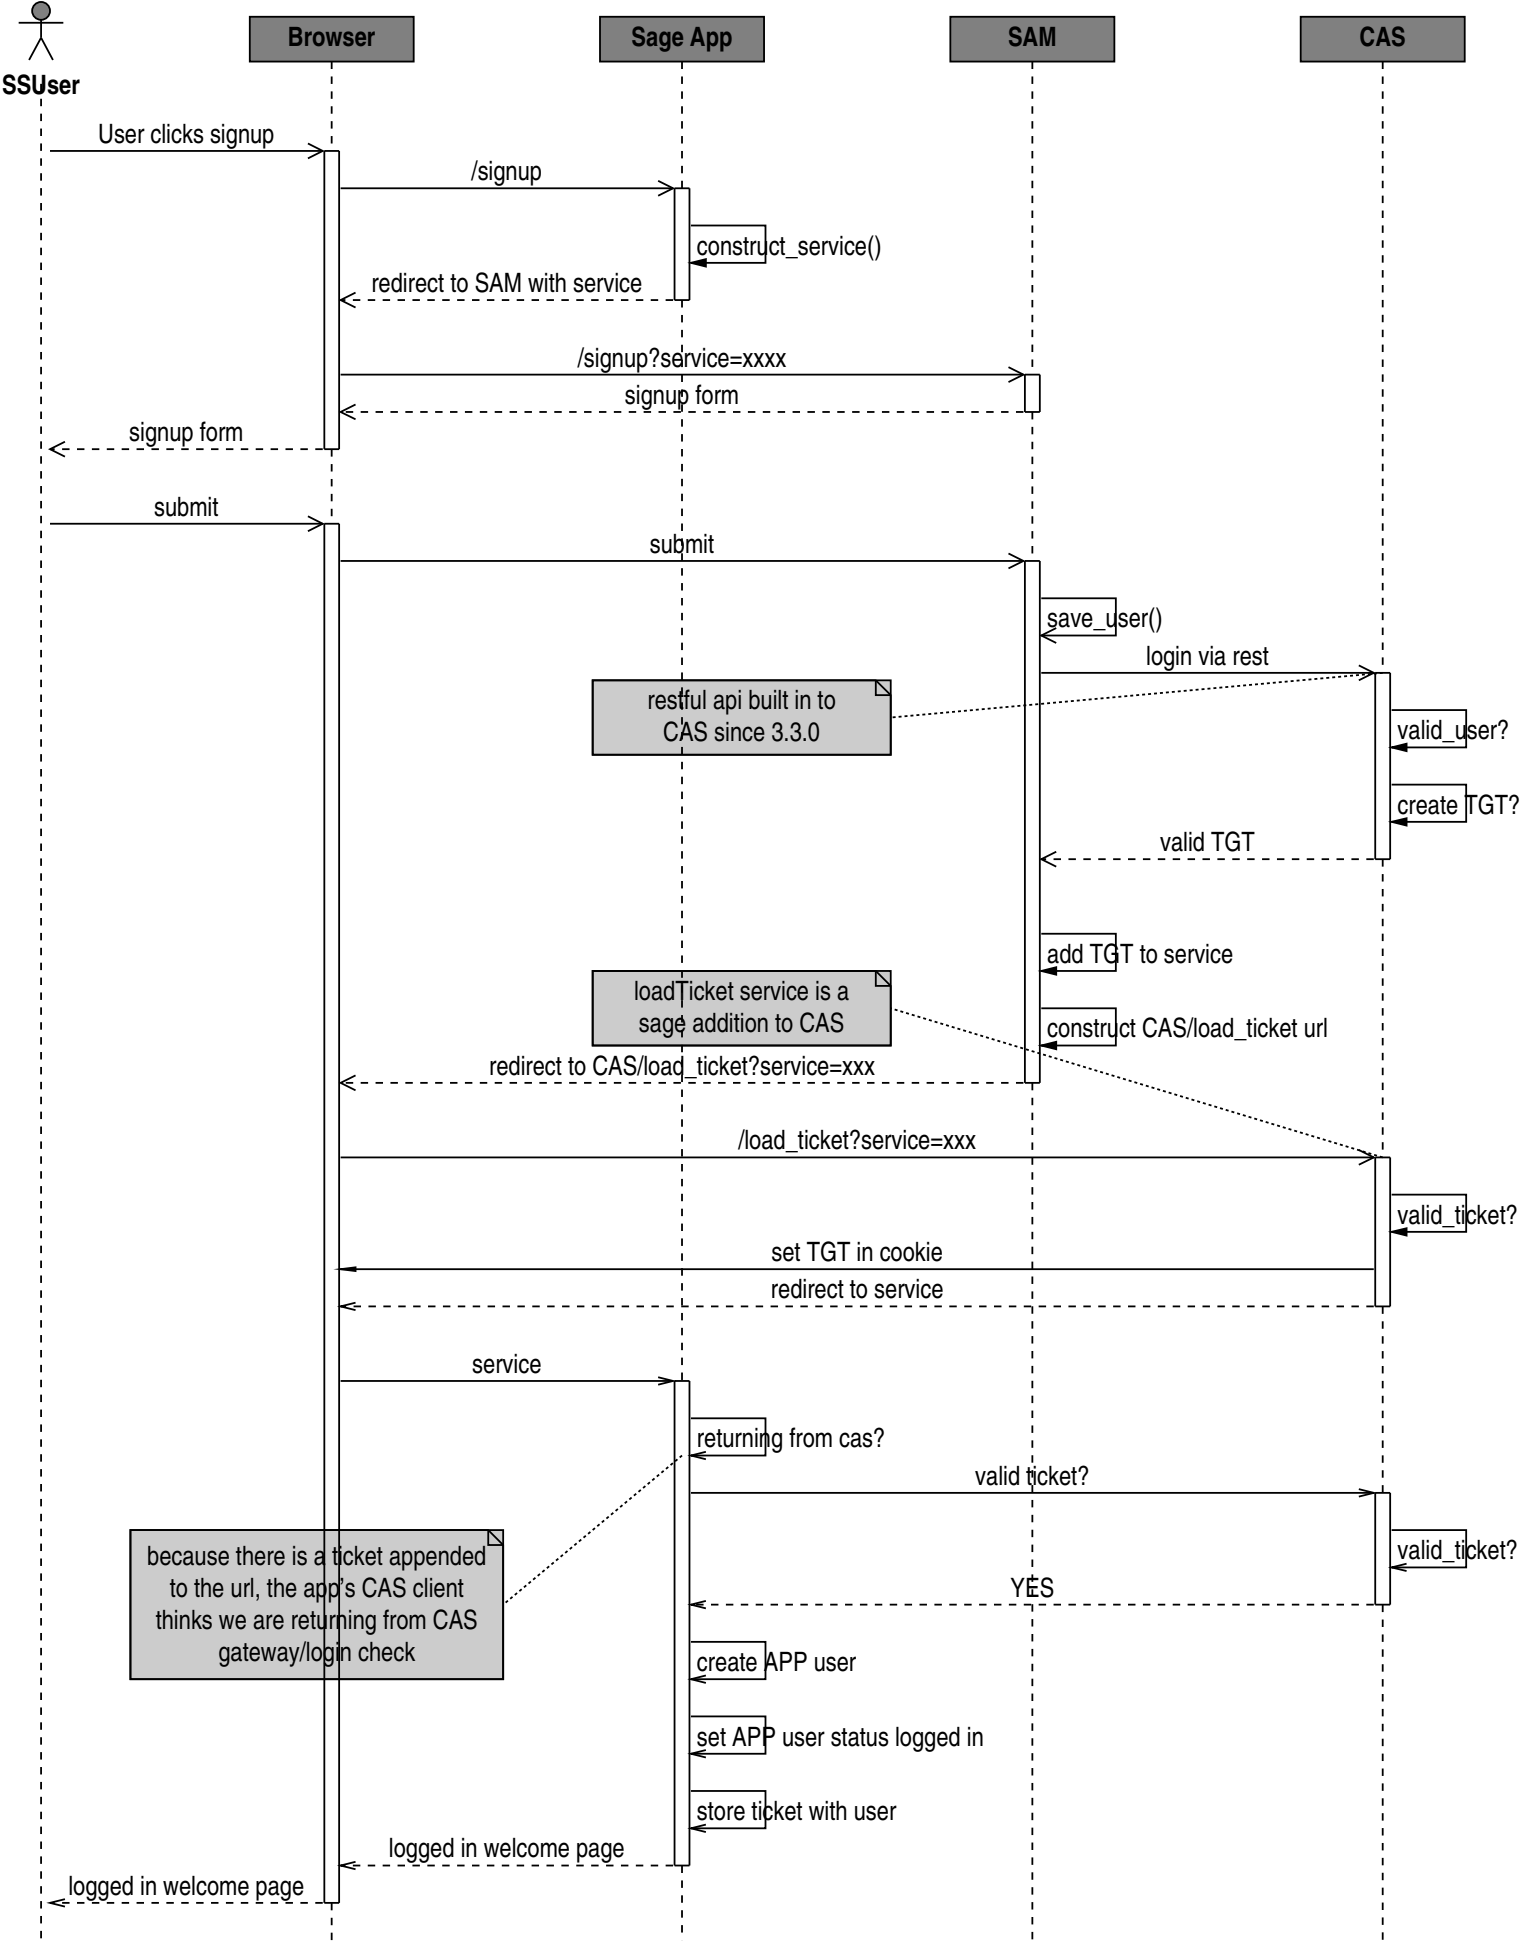 Browser
Sage App
SAM
CAS
SSUser
User clicks signup
/signup
construct_service()
redirect to SAM with service
/signup?service=xxxx
signup form
signup form
submit
submit
save_user()
login via rest
restful api built in to
CAS since 3.3.0
valid_user?
create TGT?
valid TGT
add TGT to service
loadTicket service is a
sage addition to CAS
construct CAS/load_ticket url
redirect to CAS/load_ticket?service=xxx
/load_ticket?service=xxx
valid_ticket?
set TGT in cookie
redirect to service
service
returning from cas?
valid ticket?
because there is a ticket appended
to the url, the app's CAS client
thinks we are returning from CAS
gateway/login check
valid_ticket?
YES
create APP user
set APP user status logged in
store ticket with user
logged in welcome page
logged in welcome page